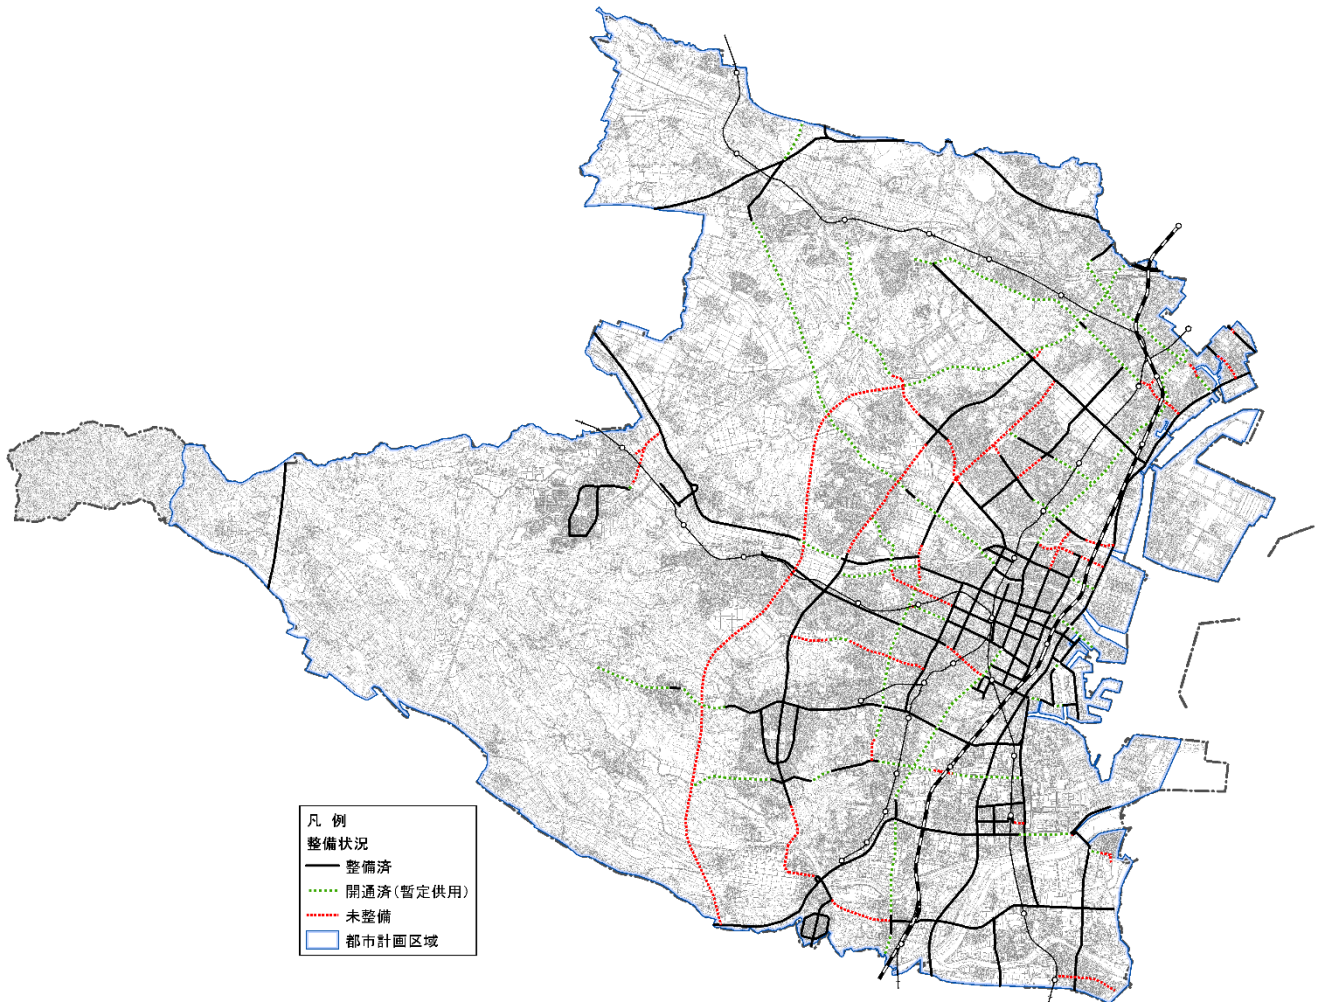 凡 例
整備状況
整備済
開通済(暫定供用)
未整備
都市計画区域